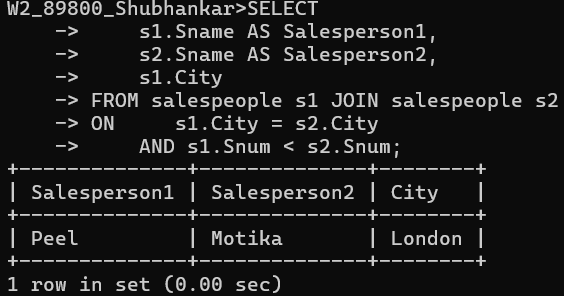 W2_89800_Shubhankar>SELECT
    ->     s1.Sname AS Salesperson1,
    ->     s2.Sname AS Salesperson2,
    ->     s1.City
    -> FROM salespeople s1 JOIN salespeople s2
    -> ON     s1.City = s2.City
    ->     AND s1.Snum < s2.Snum;
+--------------+--------------+--------+
| Salesperson1 | Salesperson2 | City   |
+--------------+--------------+--------+
| Peel         | Motika       | London |
+--------------+--------------+--------+
1 row in set (0.00 sec)